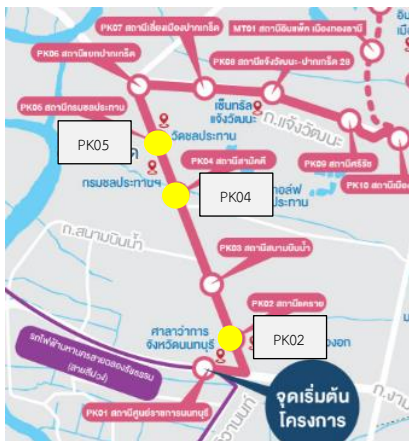 PK07 สถานีเลี่ยงเมืองปากเกร็ด
MT01 สถานีอิมแพ็ค เมืองทองธานี
PK06 สถานีแยกปากเกร็ด
PK08 สถานีแจ้งวัฒนะ-ปากเกร็ด 28
เซ็นทรัล
แจ้งวัฒนะ
ถ.แจ้งวัฒนะ
PK05 สถานีกรมชลประทาน
วัดชลประทาน
PK05
PK04 สถานีสามัคคี
PK09 สถานีศรีรัช
PK10 สถานีเมือง
กรมชลประทานฯ
PK04
ประทาน
ถ.สนามบินน้ำ
PK03 สถานีสนามบินน้ำ
PK02 สถานีแคราย
ศาลาว่าการ
จังหวัดนนทบุรี
PK02
รถไฟฟ้ามหานครสายฉลองรัชธรรม
(สายสีม่วง)
PK01 สถานีศูนย์ราชการนนทบุรี
จุดเริ่มต้น
โครงการ